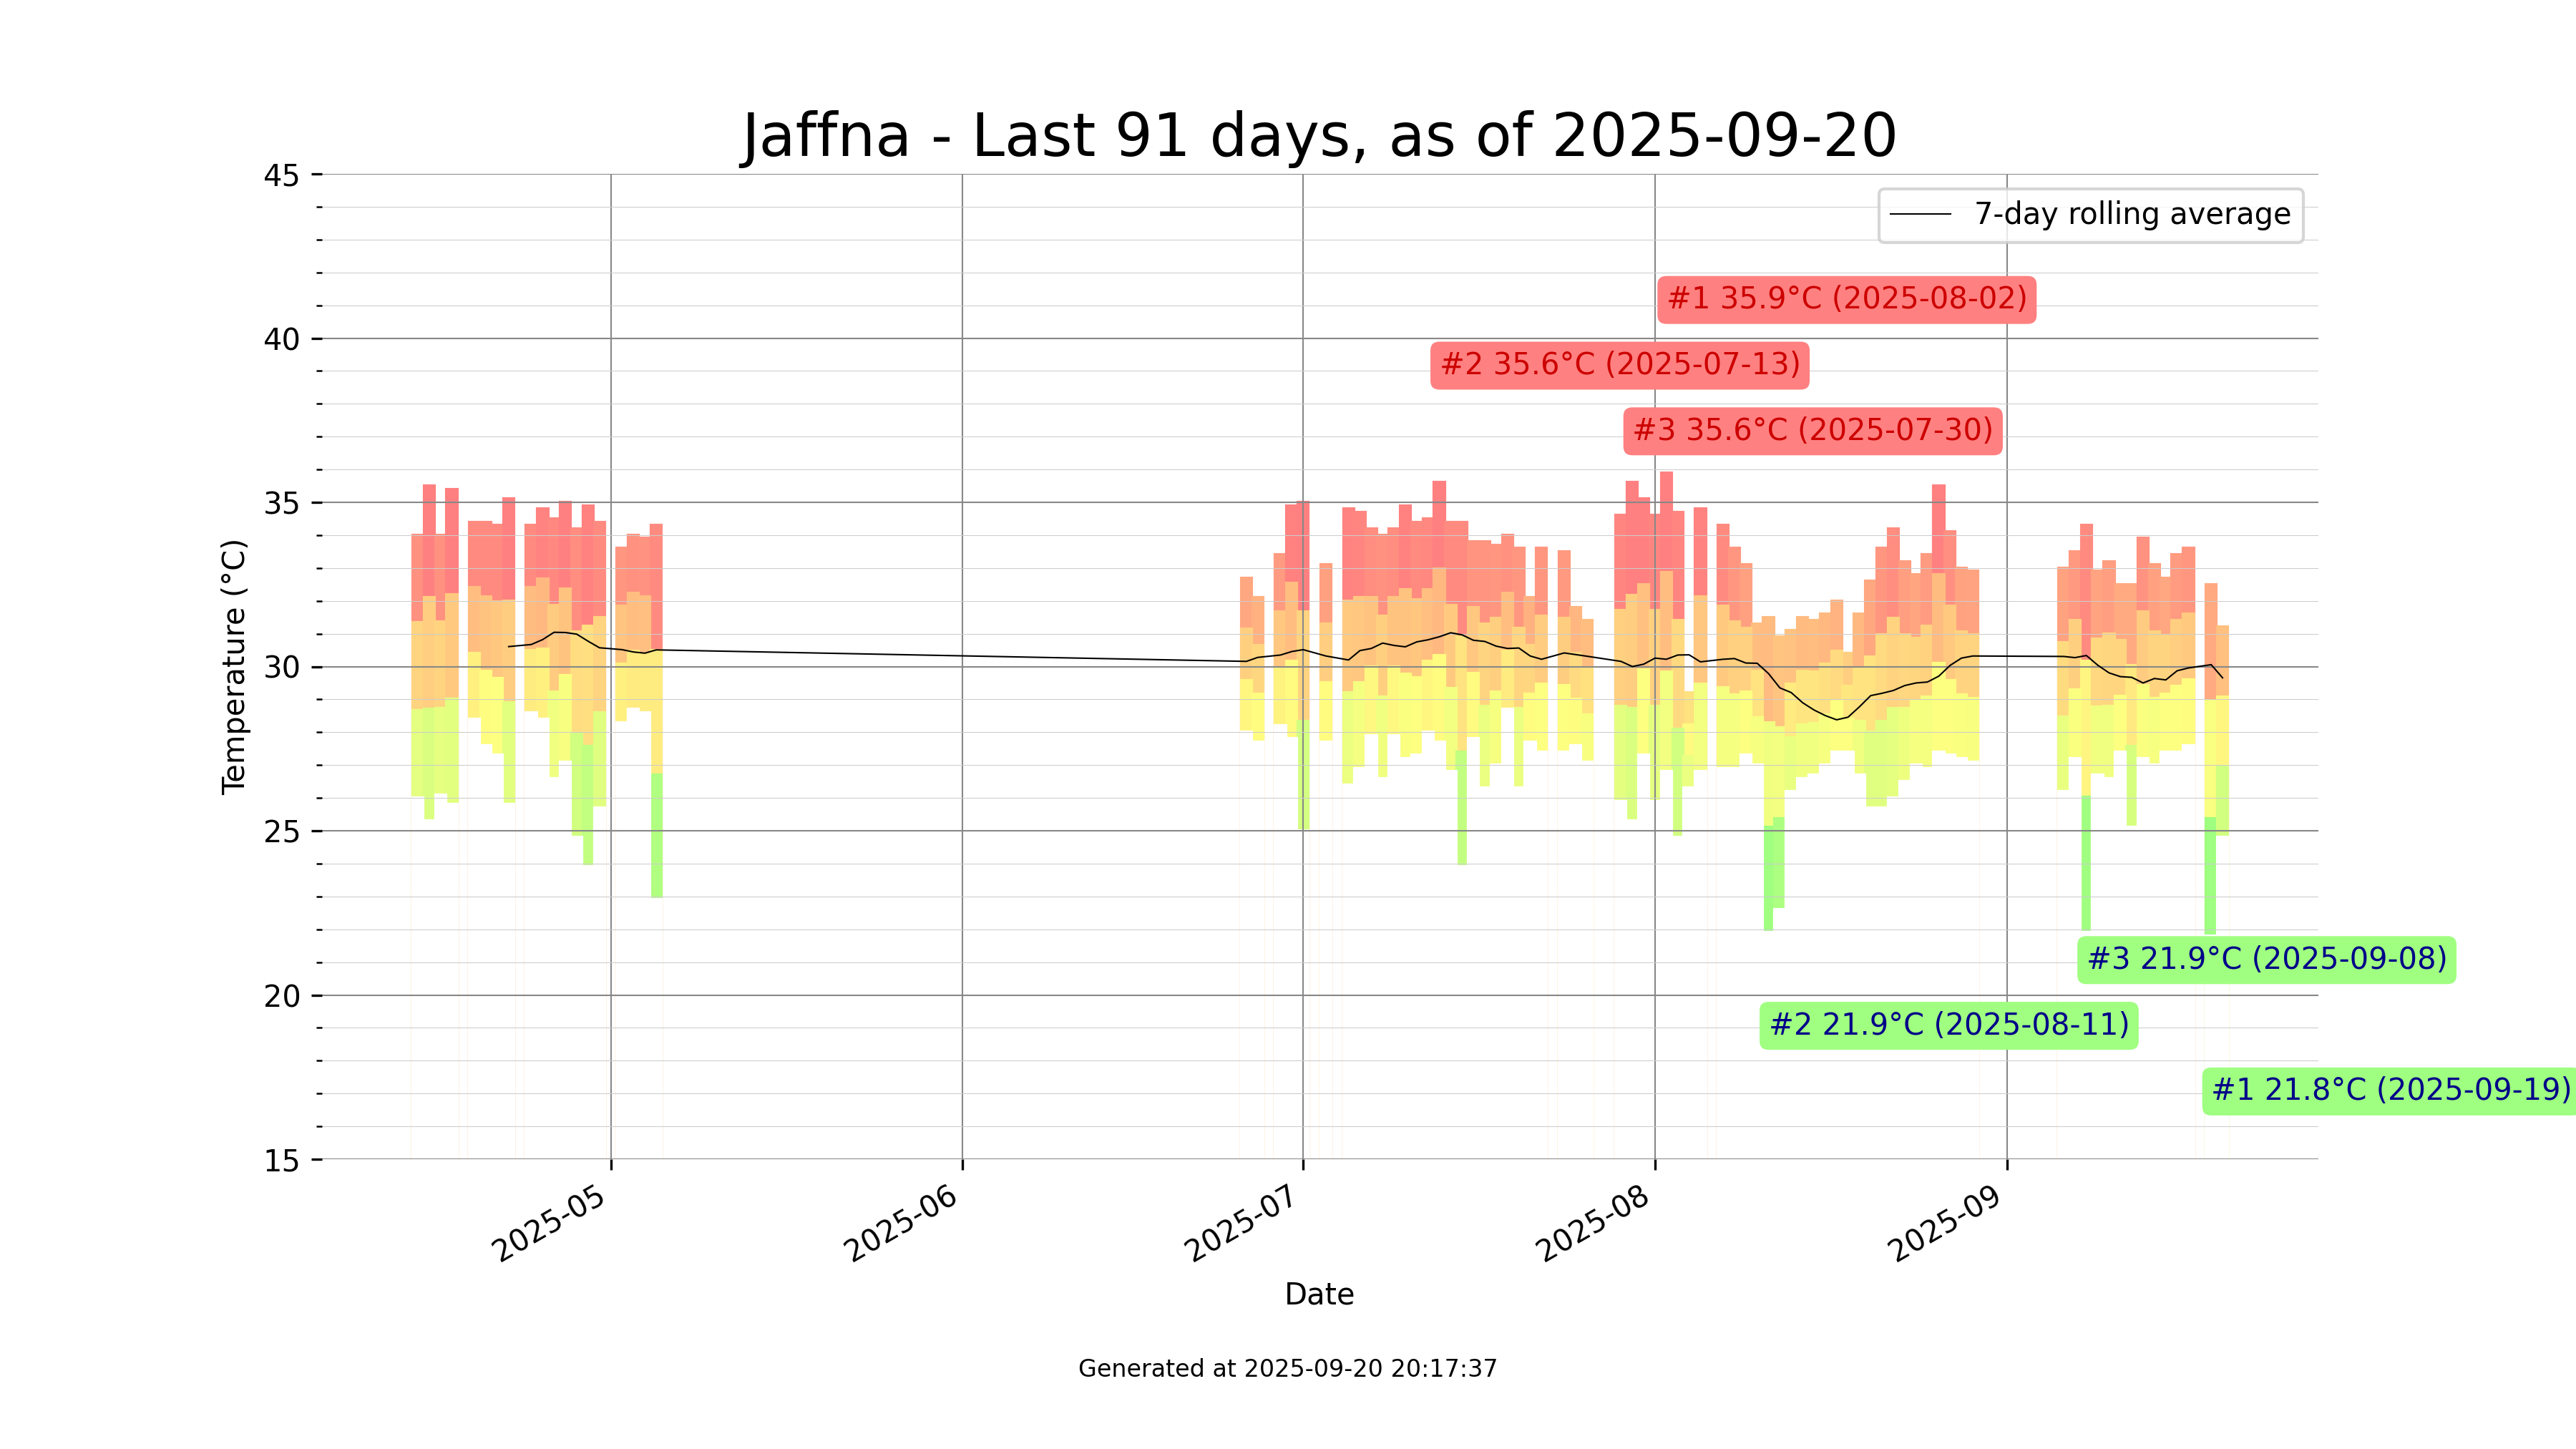 Jaffna - Last 91 days, as of 2025-09-20
45
7-day rolling average
#1 35.9°C (2025-08-02)
40
#2 35.6°C (2025-07-13)
#3 35.6°C (2025-07-30)
35
Temperature (°C)
30
25
#3 21.9°C (2025-09-08)
20
#2 21.9°C (2025-08-11)
#1 21.8°C (2025-09-19)
15
2025-05
2025-06
2025-07
2025-08
2025-09
Date
Generated at 2025-09-20 20:17:37